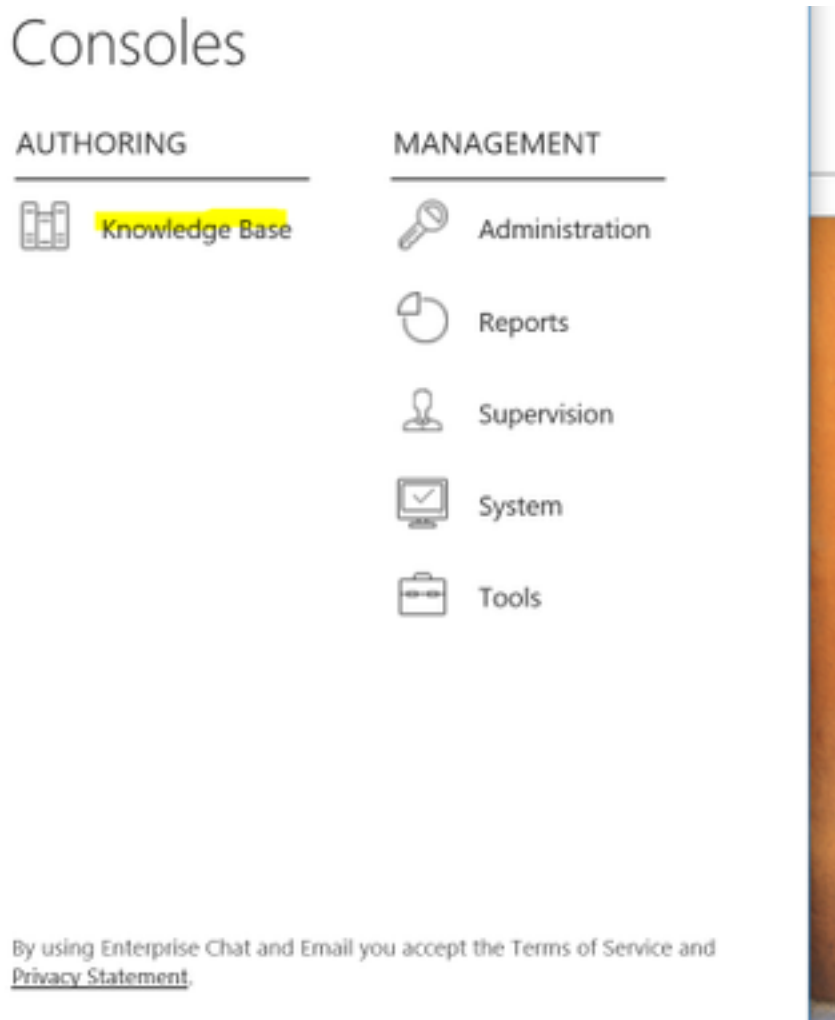 Consoles
AUTHORING
Knowledge Base
MANAGEMENT
Administration
Reports
Supervision
System
Tools
By using Enterprise Chat and Email you accept the Terms of Service and
Privacy Statement.